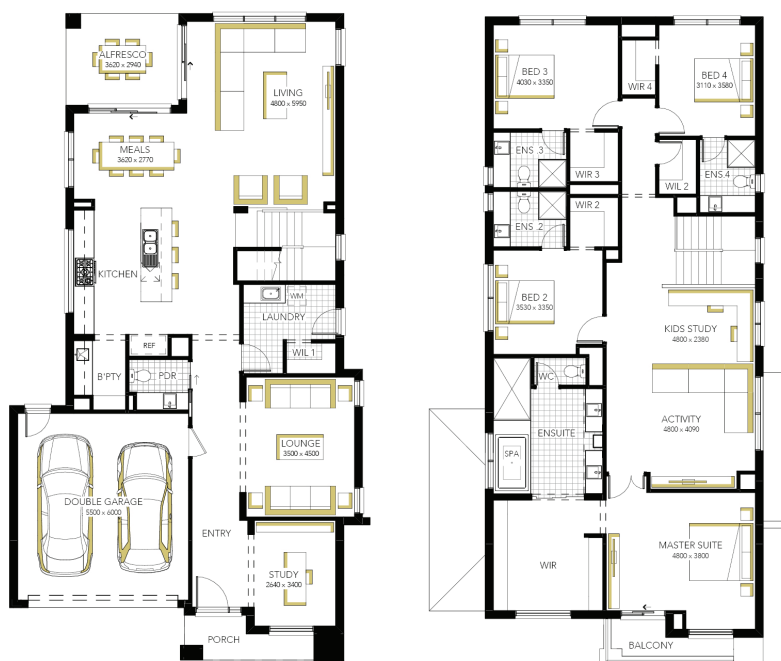 ALFRESCO
3620 x 2940
LIVING
4800 x 5950
MEALS
3620 x 2770
KITCHEN
WM
LAUNDRY
REF
WIL 1
B'PTY
PDR
LOUNGE
3500 x 4500
DOUBLE GARAGE
5500 x 6000
ENTRY
STUDY
2640 x 3400
PORCH
BED 3
4030 x 3350
WIR 4
BED 4
3110 x 3580
ENS .3
WIR 3
WIL 2
ENS.4
WIR 2
ENS .2
BED 2
3530 x 3350
KIDS STUDY
4800 x 2380
WC
ACTIVITY
4800 x 4090
ENSUITE
SPA
MASTER SUITE
4800 x 3800
WIR
BALCONY